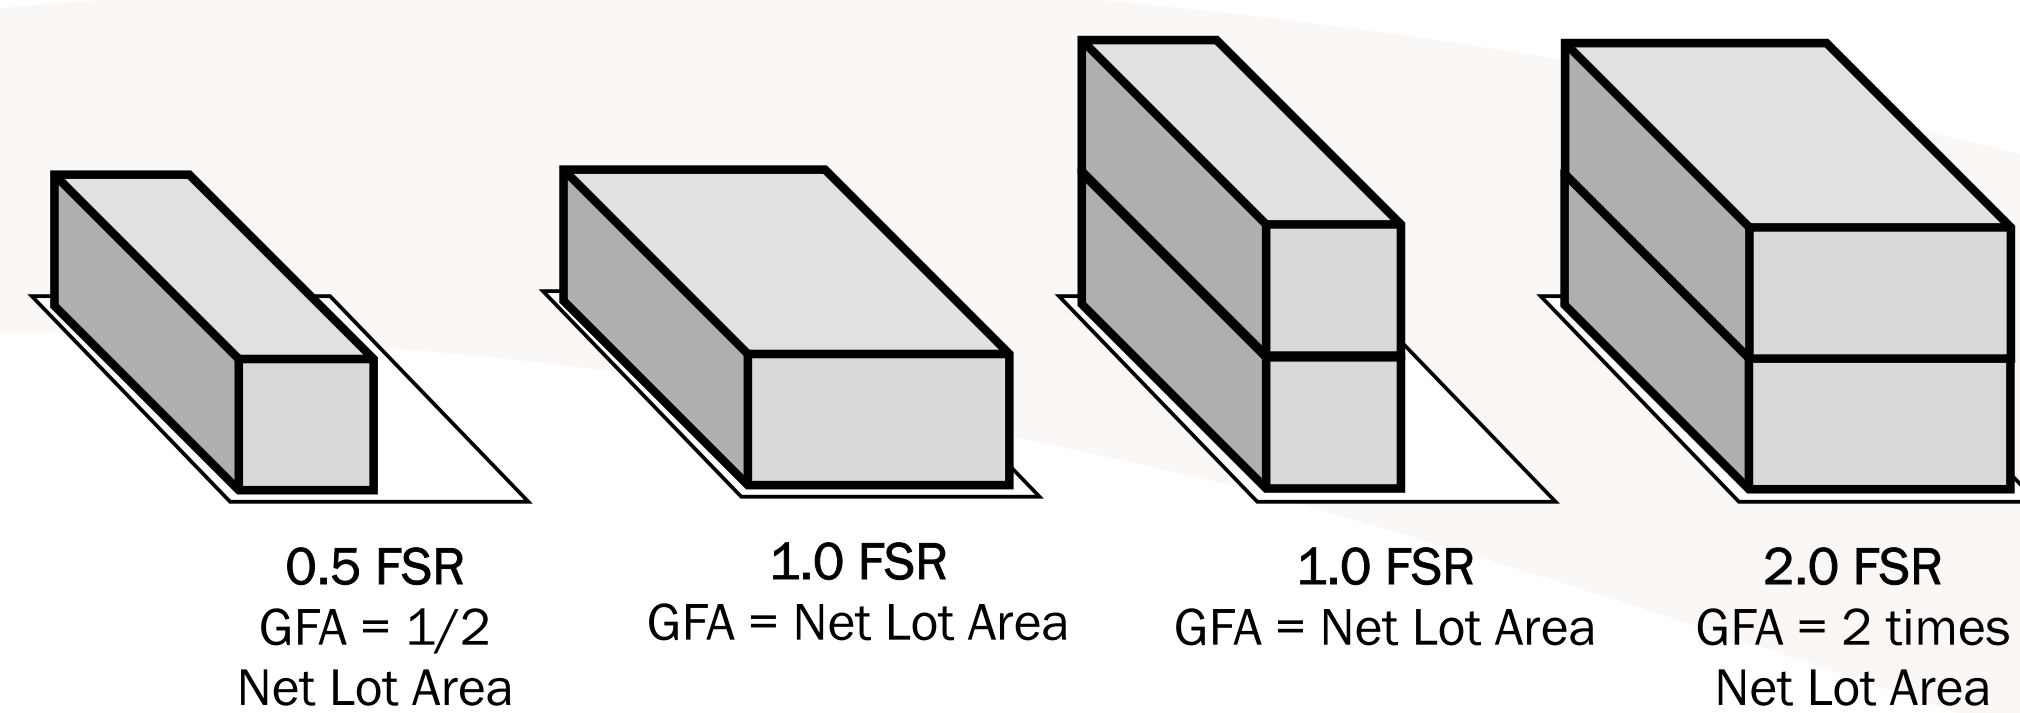 0.5 FSR
GFA = 1/2
Net Lot Area
1.0 FSR
GFA = Net Lot Area
1.0 FSR
GFA = Net Lot Area
2.0 FSR
GFA = 2 times
Net Lot Area